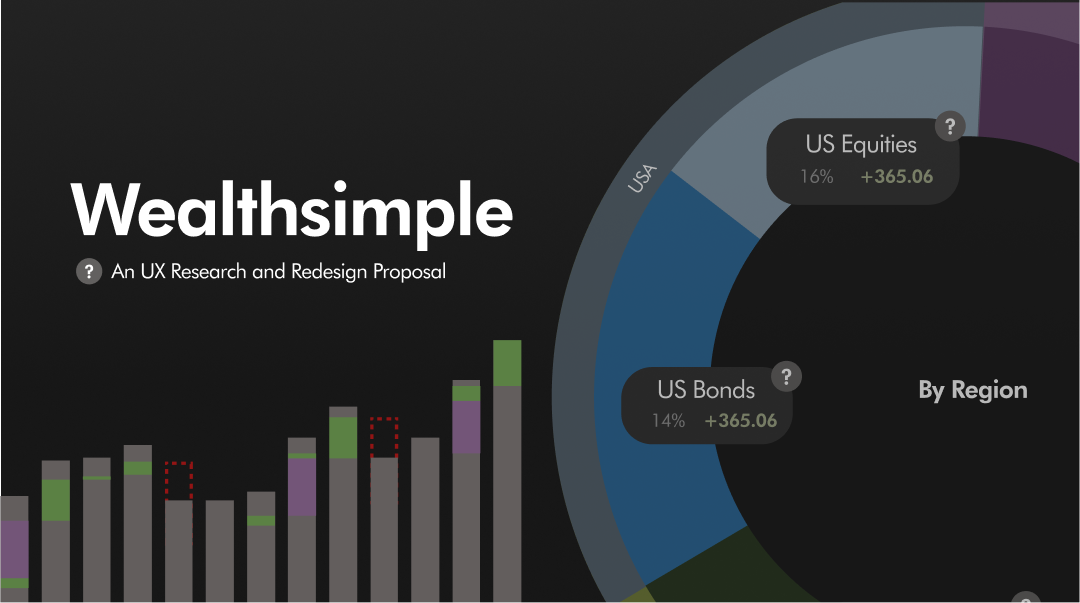 Wealthsimple
? An UX Research and Redesign Proposal
USA
?
US Equities
16% +365.06
?
US Bonds
14% +365.06
By Region
?